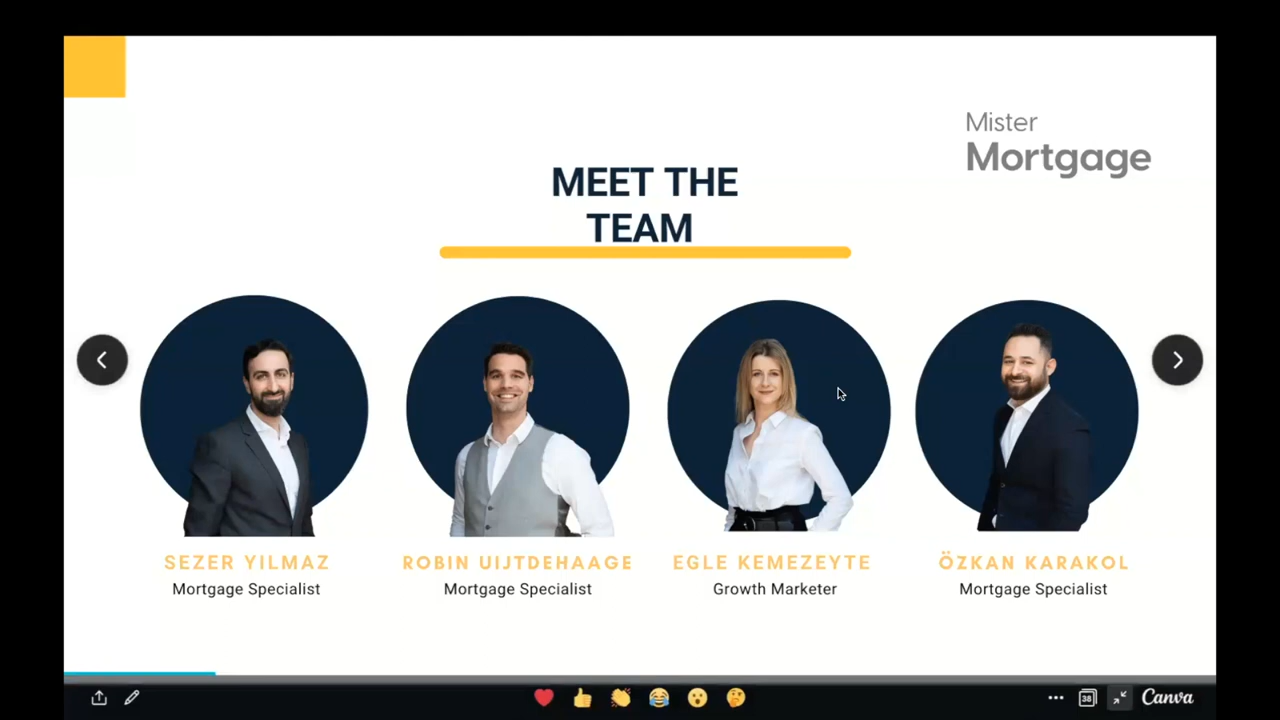 Mister
Mortgage
MEET THE
TEAM
SEZER YILMAZ
Mortgage Specialist
ROBIN UIJTDEHAAGE
Mortgage Specialist
EGLE KEMEZEYTE
Growth Marketer
ÖZKAN KARAKOL
Mortgage Specialist
38
Canva